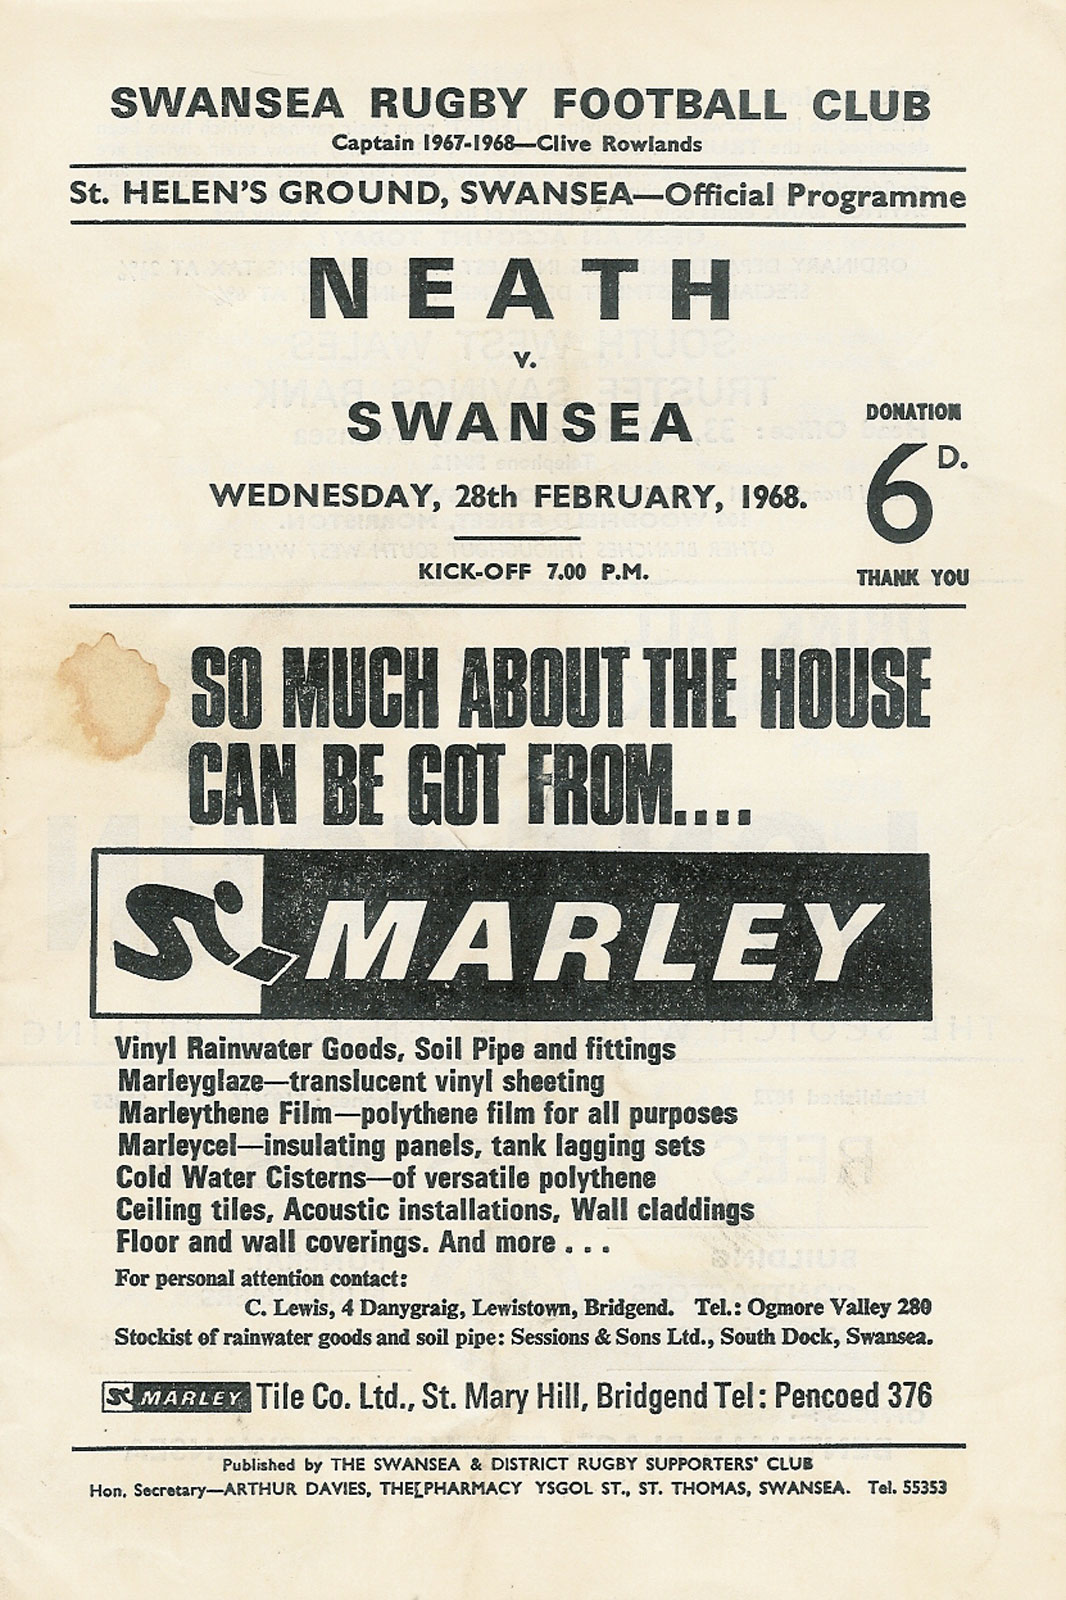 SWANSEA RUGBY FOOTBALL CLUB
Captain 1967-1968—Clive Rowlands
St. HELEN'S GROUND, SWANSEA—Official Programme
NEATH
v.
SWANSEA
WEDNESDAY, 28th FEBRUARY, 1968.
KICK-OFF 7.00 P.M.
DONATION
6D.
THANK YOU
SO MUCH ABOUT THE HOUSE
CAN BE GOT FROM....
MARLEY
Vinyl Rainwater Goods, Soil Pipe and fittings
Marleyglaze—translucent vinyl sheeting
Marleythene Film—polythene film for all purposes
Marleycel—insulating panels, tank lagging sets
Cold Water Cisterns—of versatile polythene
Ceiling tiles, Acoustic installations, Wall claddings
Floor and wall coverings. And more . . .
For personal attention contact:
C. Lewis, 4 Danygraig, Lewistown, Bridgend. Tel.: Ogmore Valley 280
Stockist of rainwater goods and soil pipe: Sessions & Sons Ltd., South Dock, Swansea.
MARLEY Tile Co. Ltd., St. Mary Hill, Bridgend Tel: Pencoed 376
Published by THE SWANSEA & DISTRICT RUGBY SUPPORTERS' CLUB
Hon. Secretary—ARTHUR DAVIES, THE PHARMACY YSGOL ST., ST. THOMAS, SWANSEA. Tel. 55353